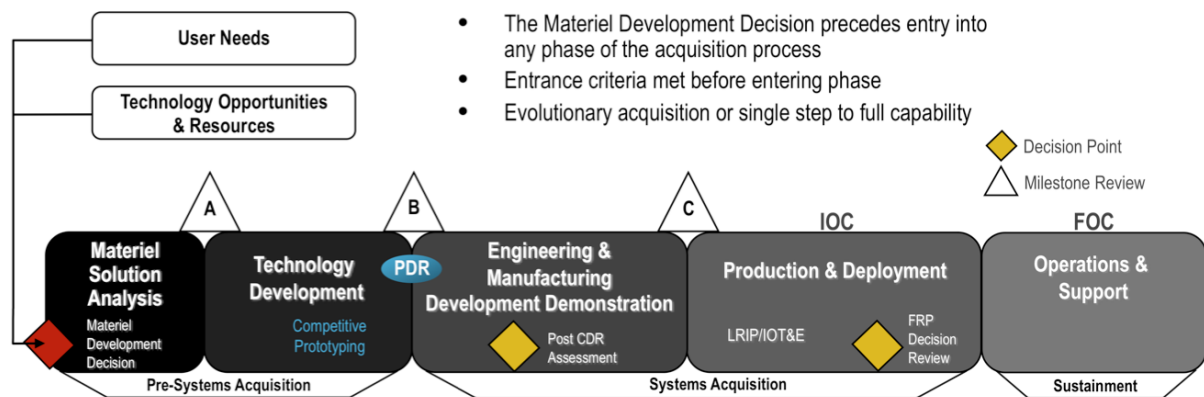 User Needs
Technology Opportunities
& Resources
• The Materiel Development Decision precedes entry into
any phase of the acquisition process
• Entrance criteria met before entering phase
• Evolutionary acquisition or single step to full capability
Decision Point
Milestone Review
A
B
C
IOC
FOC
Materiel
Solution
Analysis
Materiel
Development
Decision
Technology
Development
Competitive
Prototyping
PDR
Engineering &
Manufacturing
Development Demonstration
Post CDR
Assessment
Production & Deployment
LRIP/IOT&E
FRP
Decision
Review
Operations &
Support
Pre-Systems Acquisition
Systems Acquisition
Sustainment